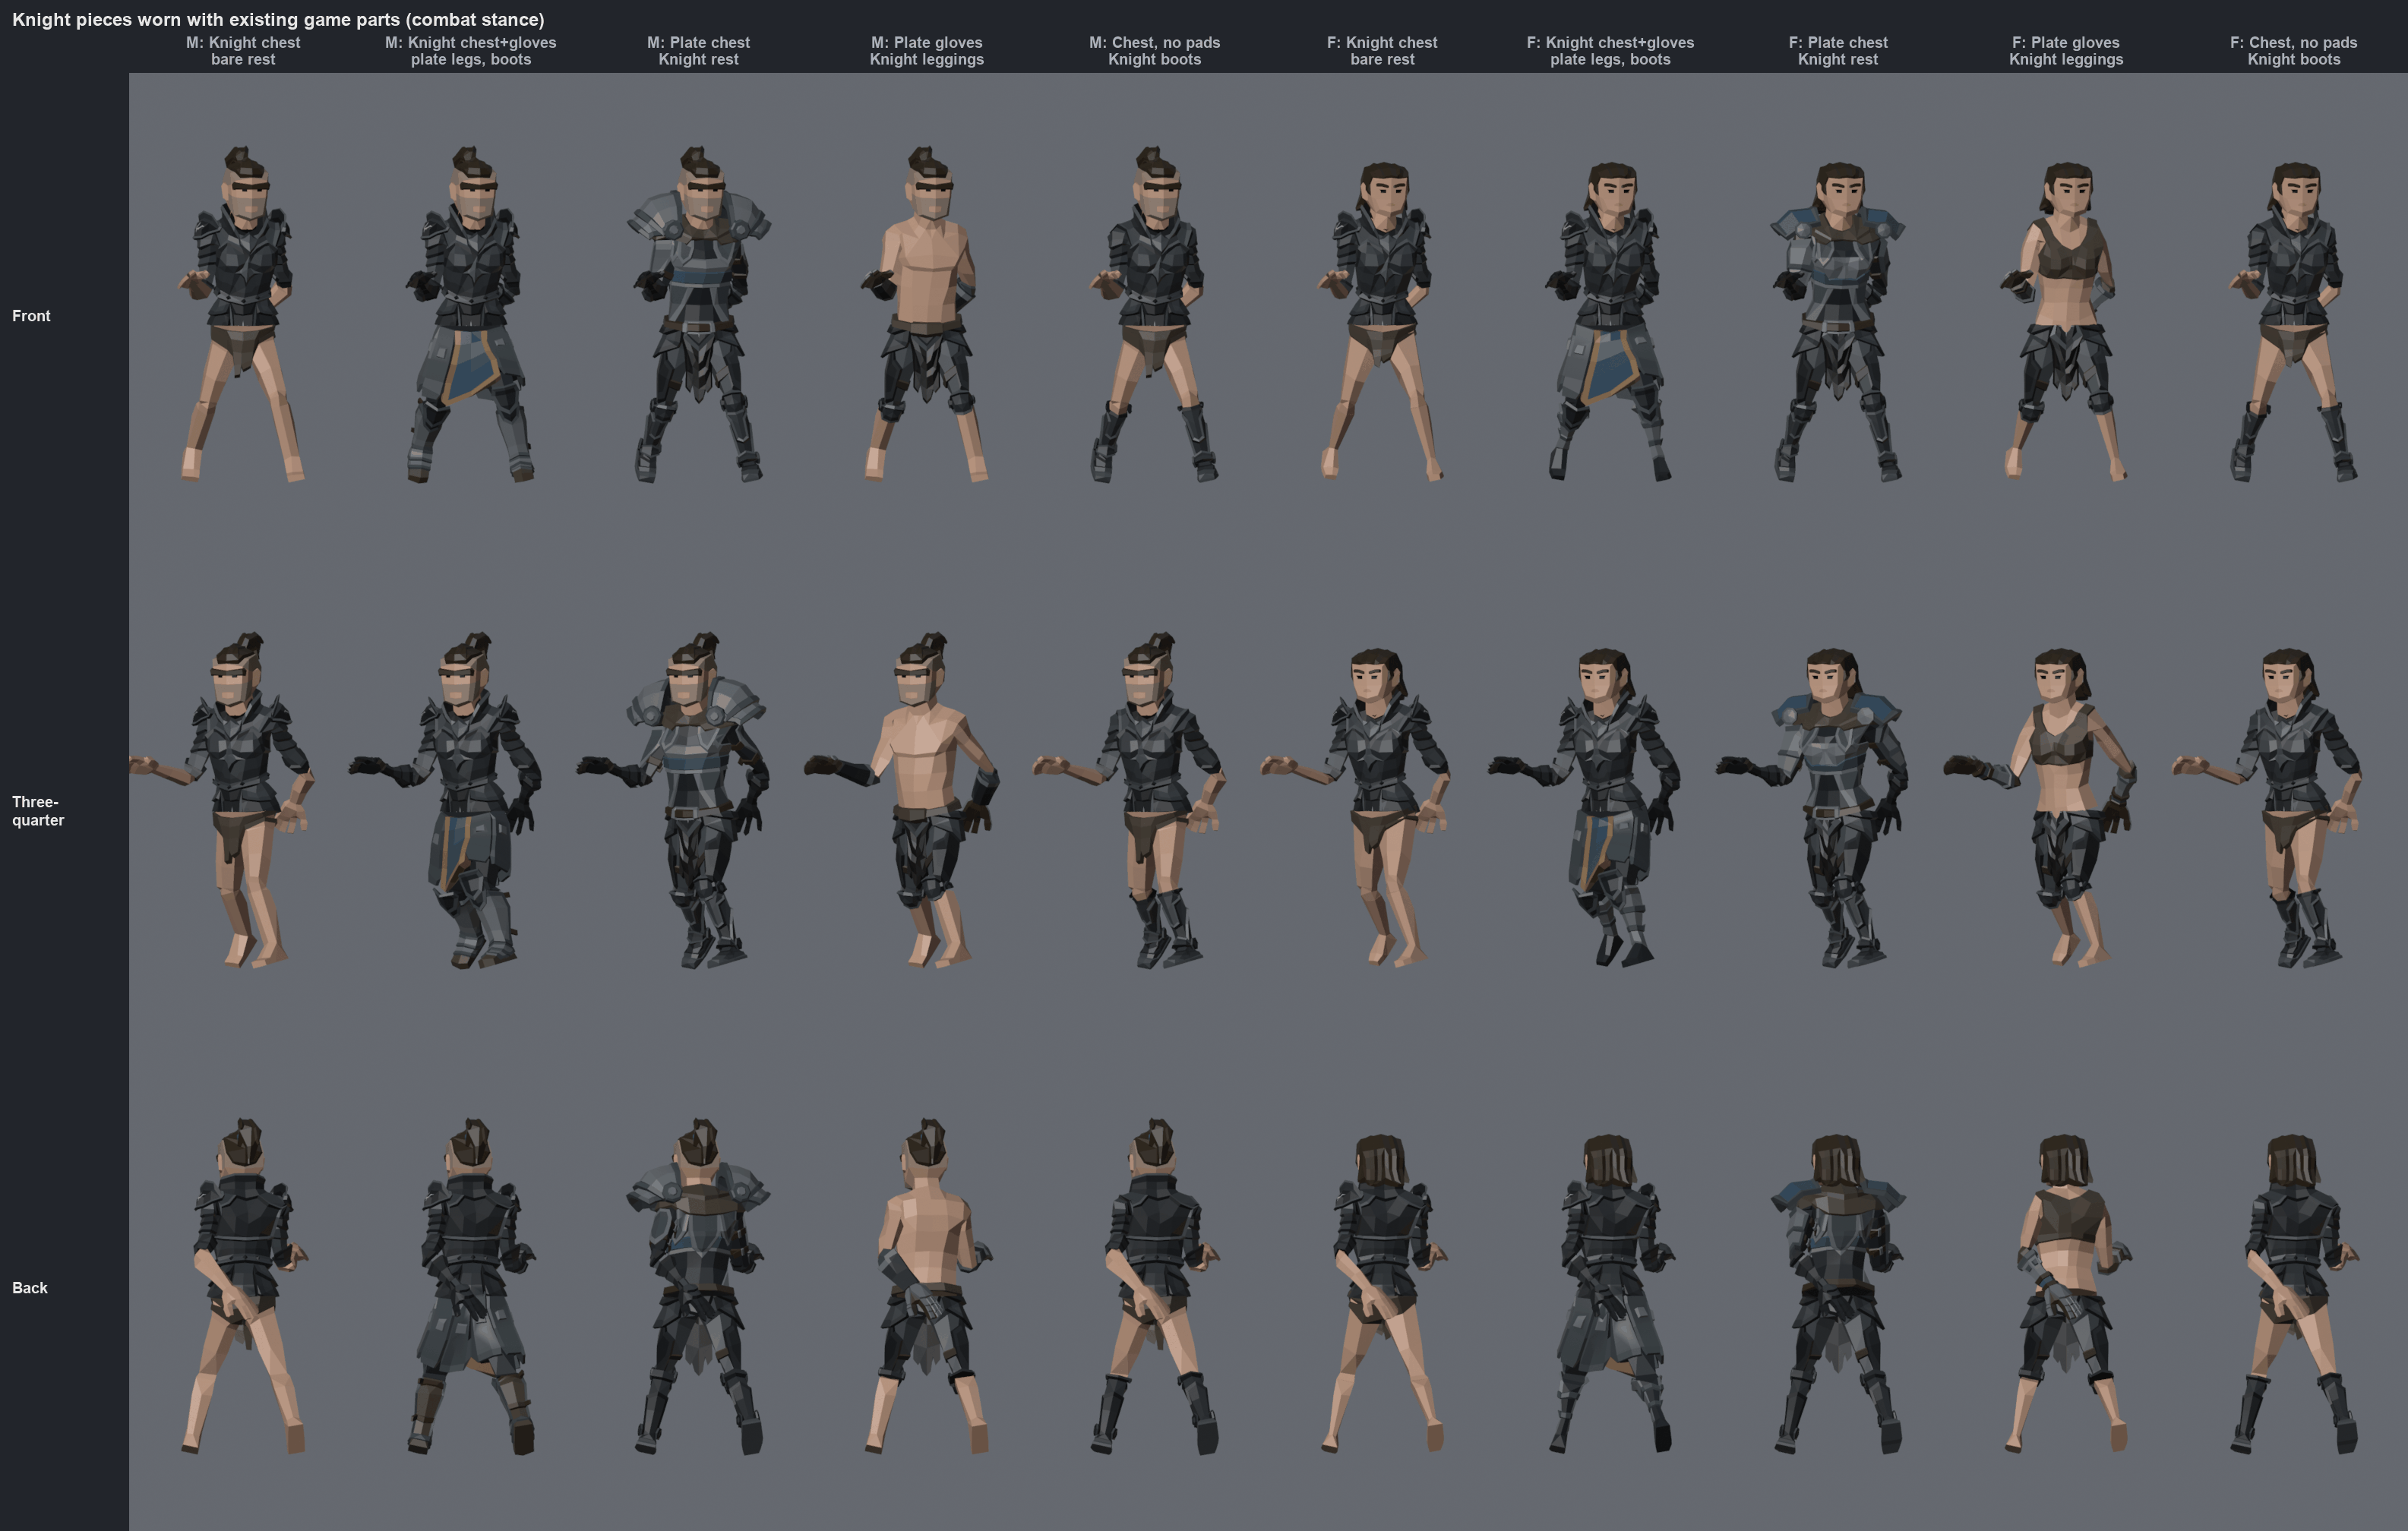 Knight pieces worn with existing game parts (combat stance)
M: Knight chest
bare rest
M: Knight chest+gloves
plate legs, boots
M: Plate chest
Knight rest
M: Plate gloves
Knight leggings
M: Chest, no pads
Knight boots
F: Knight chest
bare rest
F: Knight chest+gloves
plate legs, boots
F: Plate chest
Knight rest
F: Plate gloves
Knight leggings
F: Chest, no pads
Knight boots
Front
Three-
quarter
Back